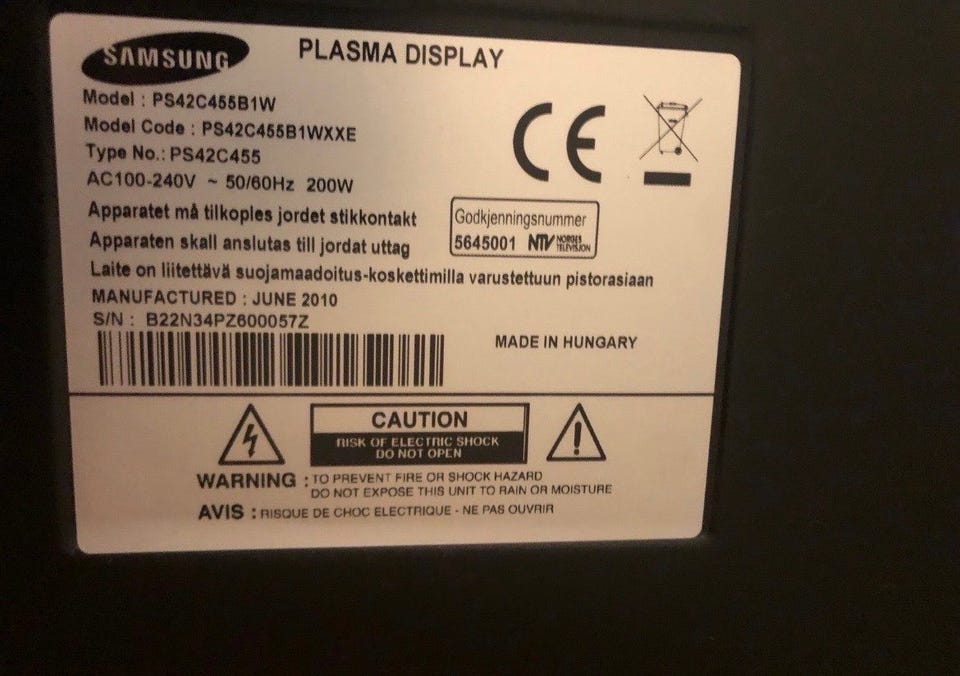 SAMSUNG
PLASMA DISPLAY
Model : PS42C455B1W
Model Code : PS42C455B1WXXE
Type No.: PS42C455
AC100-240V ~ 50/60Hz 200W
Apparatet må tilkoples jordet stikkontakt
Apparaten skall anslutas till jordat uttag
Godkjenningsnummer
5645001 NTV NORGES TELEVISJON
Laite on liitettävä suojamaadoitus-koskettimilla varustettuun pistorasiaan
MANUFACTURED : JUNE 2010
S/N : B22N34PZ600057Z
MADE IN HUNGARY
CE
CAUTION
RISK OF ELECTRIC SHOCK
DO NOT OPEN
WARNING : TO PREVENT FIRE OR SHOCK HAZARD
DO NOT EXPOSE THIS UNIT TO RAIN OR MOISTURE
AVIS : RISQUE DE CHOC ELECTRIQUE - NE PAS OUVRIR